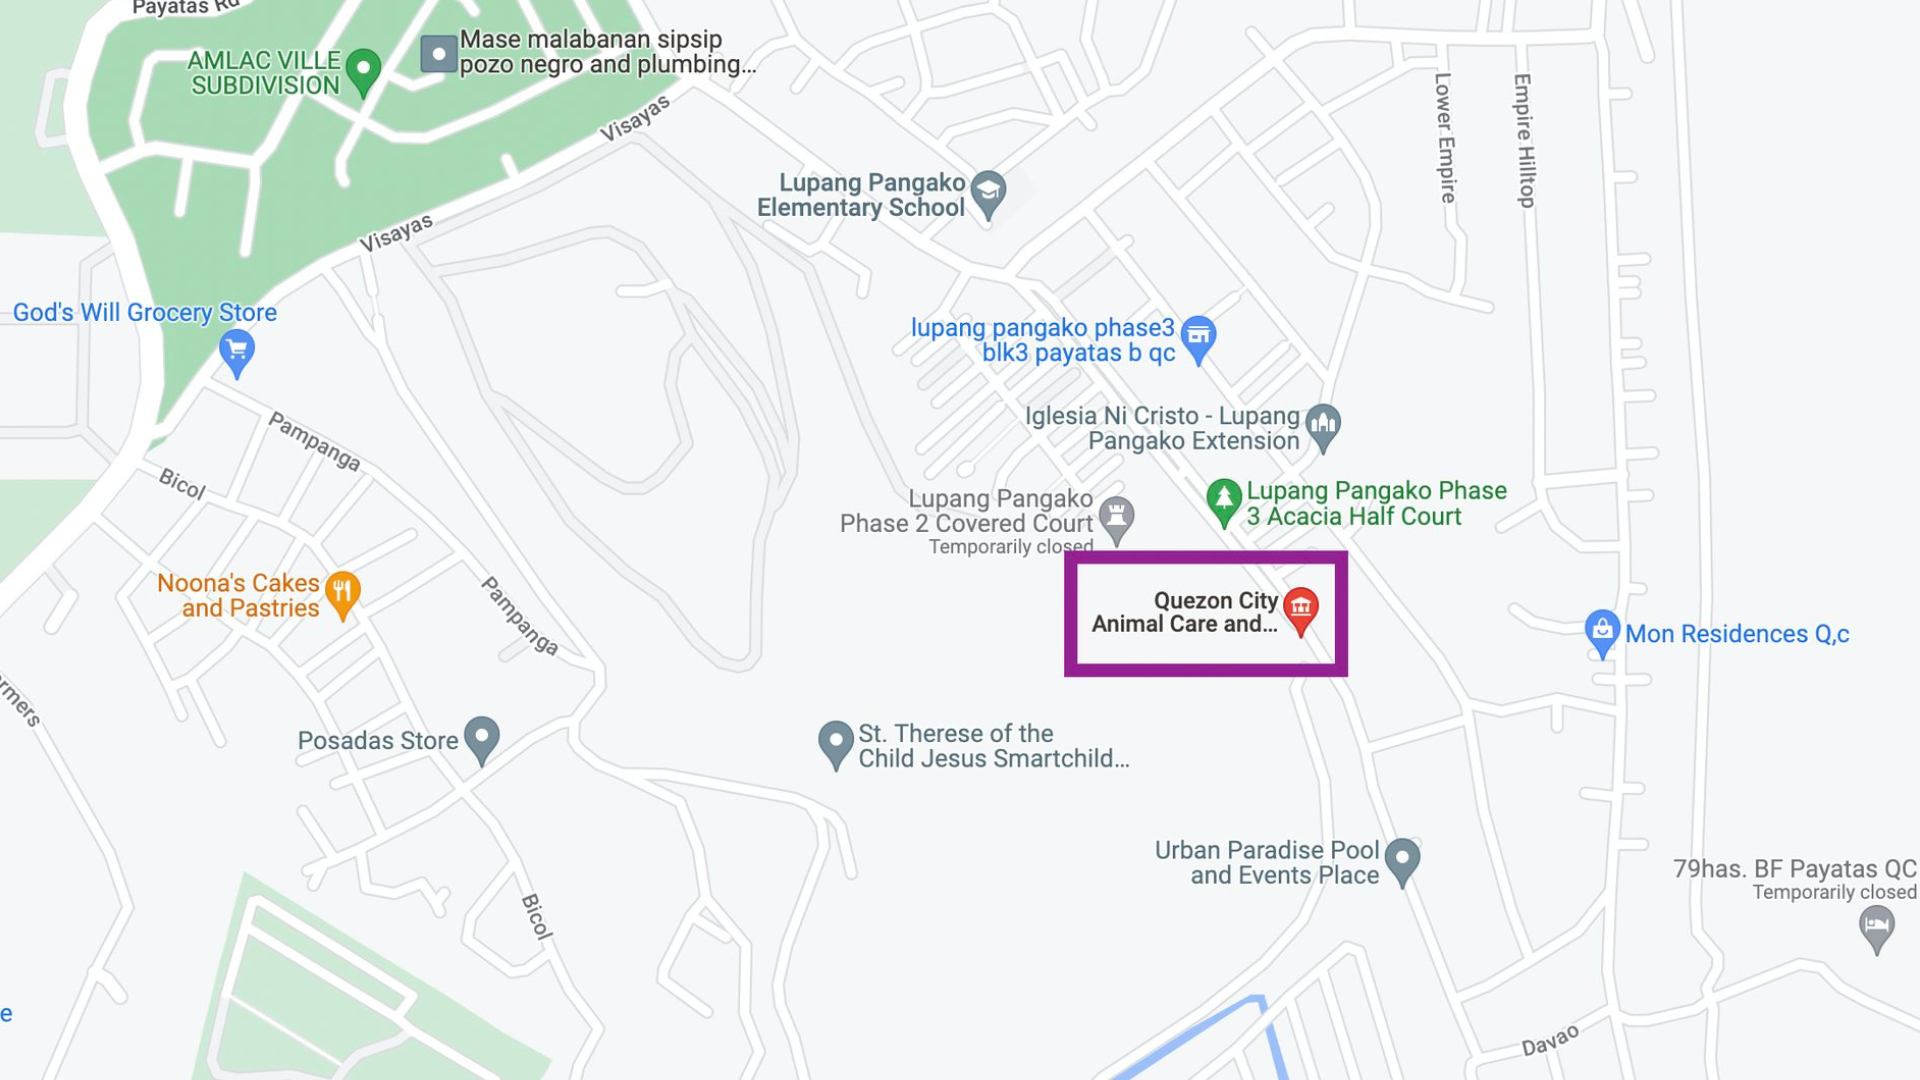 Payatas Rd
AMLAC VILLE
SUBDIVISION
Mase malabanan sipsip
pozo negro and plumbing...
Visayas
Lower Empire
Empire Hilltop
Lupang Pangako
Elementary School
Visayas
God's Will Grocery Store
lupang pangako phase3
blk3 payatas b qc
Pampanga
Iglesia Ni Cristo - Lupang
Pangako Extension
Bicol
Lupang Pangako
Phase 2 Covered Court
Temporarily closed
Lupang Pangako Phase
3 Acacia Half Court
Noona's Cakes
and Pastries
Pampanga
Quezon City
Animal Care and...
Mon Residences Q,c
rmers
Posadas Store
St. Therese of the
Child Jesus Smartchild...
Urban Paradise Pool
and Events Place
79has. BF Payatas QC
Temporarily closed
Bicol
e
Davao